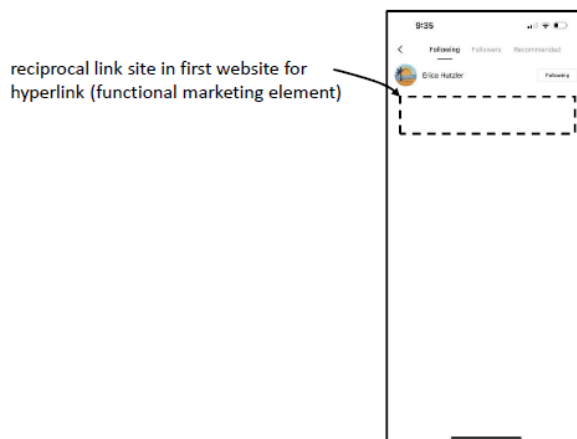 9:35
Following Followers Recommended
reciprocal link site in first website for
hyperlink (functional marketing element)
Erica Hutzler Following